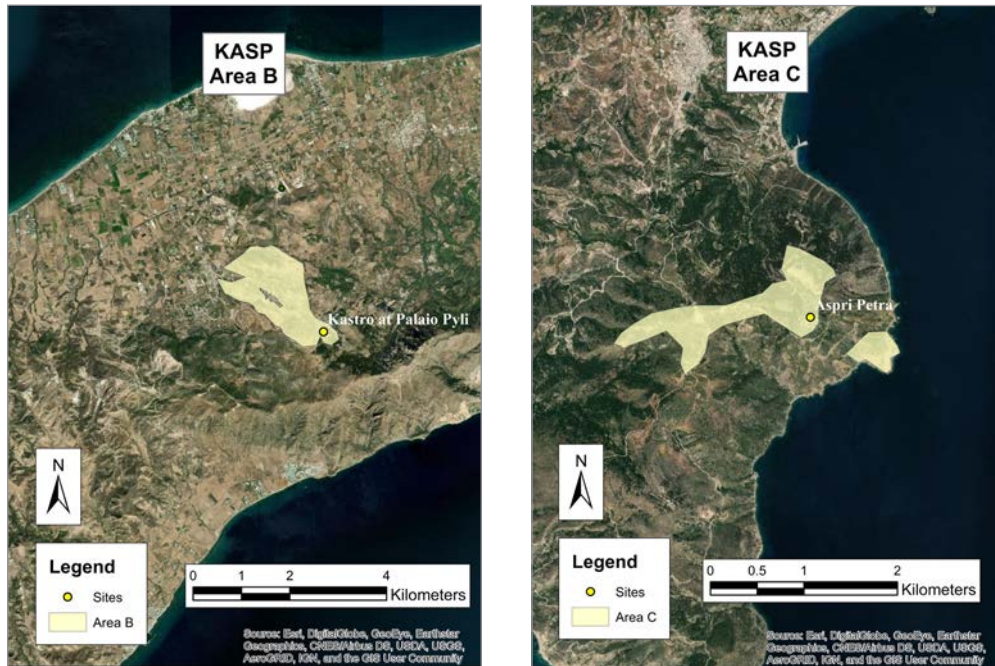 KASP
Area B
Kastro at Palaio Pyli
N
Legend
Sites
Area B
0 1 2 4
Kilometers
Source: Esri, DigitalGlobe, GeoEye, Earthstar
Geographics, CNES/Airbus DS, USDA, USGS,
AeroGRID, IGN, and the GIS User Community
KASP
Area C
Aspri Petra
N
Legend
Sites
Area C
0 0.5 1 2
Kilometers
Source: Esri, DigitalGlobe, GeoEye, Earthstar
Geographics, CNES/Airbus DS, USDA, USGS,
AeroGRID, IGN, and the GIS User Community